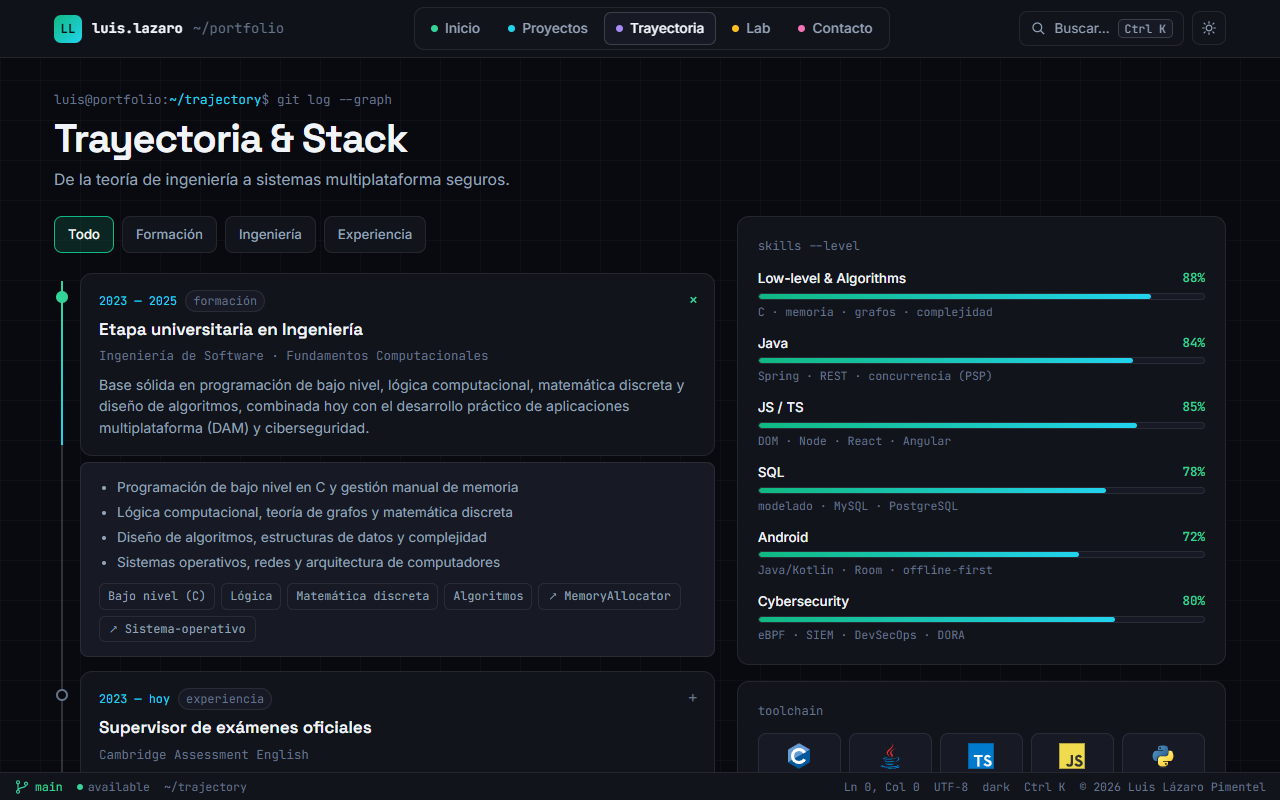 LL luis.lazaro ~/portfolio
Inicio Proyectos Trayectoria Lab Contacto
Buscar... Ctrl K
luis@portfolio:~/trajectory$ git log --graph
Trayectoria & Stack
De la teoría de ingeniería a sistemas multiplataforma seguros.
Todo Formación Ingeniería Experiencia
2023 — 2025 formación ×
Etapa universitaria en Ingeniería
Ingeniería de Software · Fundamentos Computacionales
Base sólida en programación de bajo nivel, lógica computacional, matemática discreta y
diseño de algoritmos, combinada hoy con el desarrollo práctico de aplicaciones
multiplataforma (DAM) y ciberseguridad.
• Programación de bajo nivel en C y gestión manual de memoria
• Lógica computacional, teoría de grafos y matemática discreta
• Diseño de algoritmos, estructuras de datos y complejidad
• Sistemas operativos, redes y arquitectura de computadores
Bajo nivel (C) Lógica Matemática discreta Algoritmos ↗ MemoryAllocator
↗ Sistema-operativo
2023 — hoy experiencia +
Supervisor de exámenes oficiales
Cambridge Assessment English
skills --level
Low-level & Algorithms 88%
C · memoria · grafos · complejidad
Java 84%
Spring · REST · concurrencia (PSP)
JS / TS 85%
DOM · Node · React · Angular
SQL 78%
modelado · MySQL · PostgreSQL
Android 72%
Java/Kotlin · Room · offline-first
Cybersecurity 80%
eBPF · SIEM · DevSecOps · DORA
toolchain
C TS JS
main available ~/trajectory
Ln 0, Col 0 UTF-8 dark Ctrl K © 2026 Luis Lázaro Pimentel